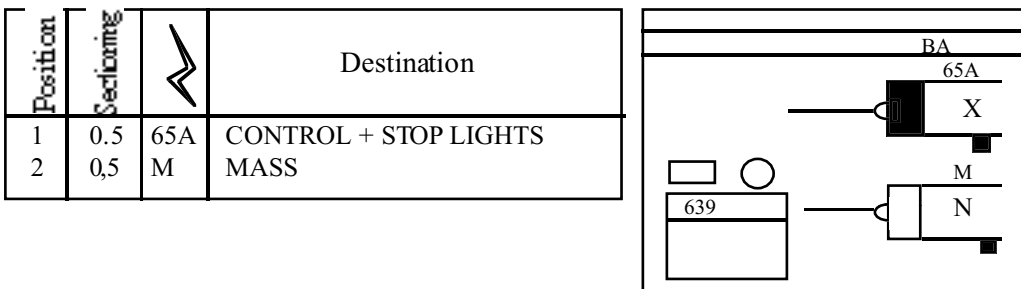 Position Sectioning Destination
1 0.5 65A CONTROL + STOP LIGHTS
2 0,5 M MASS
BA
65A
X
M
N
639